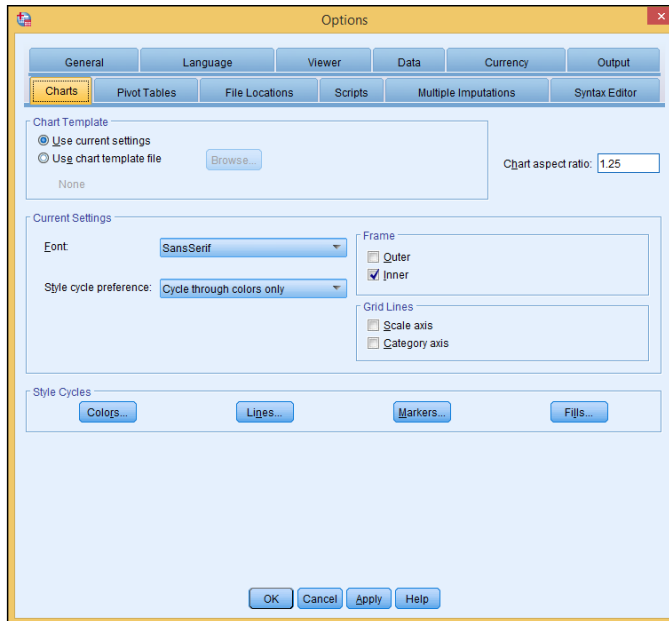 Options
General Language Viewer Data Currency Output
Charts Pivot Tables File Locations Scripts Multiple Imputations Syntax Editor
Chart Template
Use current settings
Use chart template file Browse...
None
Chart aspect ratio: 1.25
Current Settings
Font: SansSerif
Style cycle preference: Cycle through colors only
Frame
Outer
Inner
Grid Lines
Scale axis
Category axis
Style Cycles
Colors... Lines... Markers... Fills...
OK Cancel Apply Help